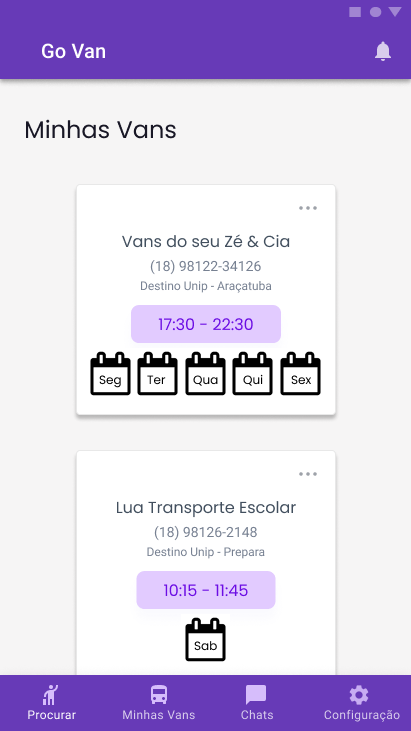 Go Van
Minhas Vans
Vans do seu Zé & Cia
(18) 98122-34126
Destino Unip - Araçatuba
17:30 - 22:30
Seg Ter Qua Qui Sex
Lua Transporte Escolar
(18) 98126-2148
Destino Unip - Prepara
10:15 - 11:45
Sab
Procurar Minhas Vans Chats Configuração